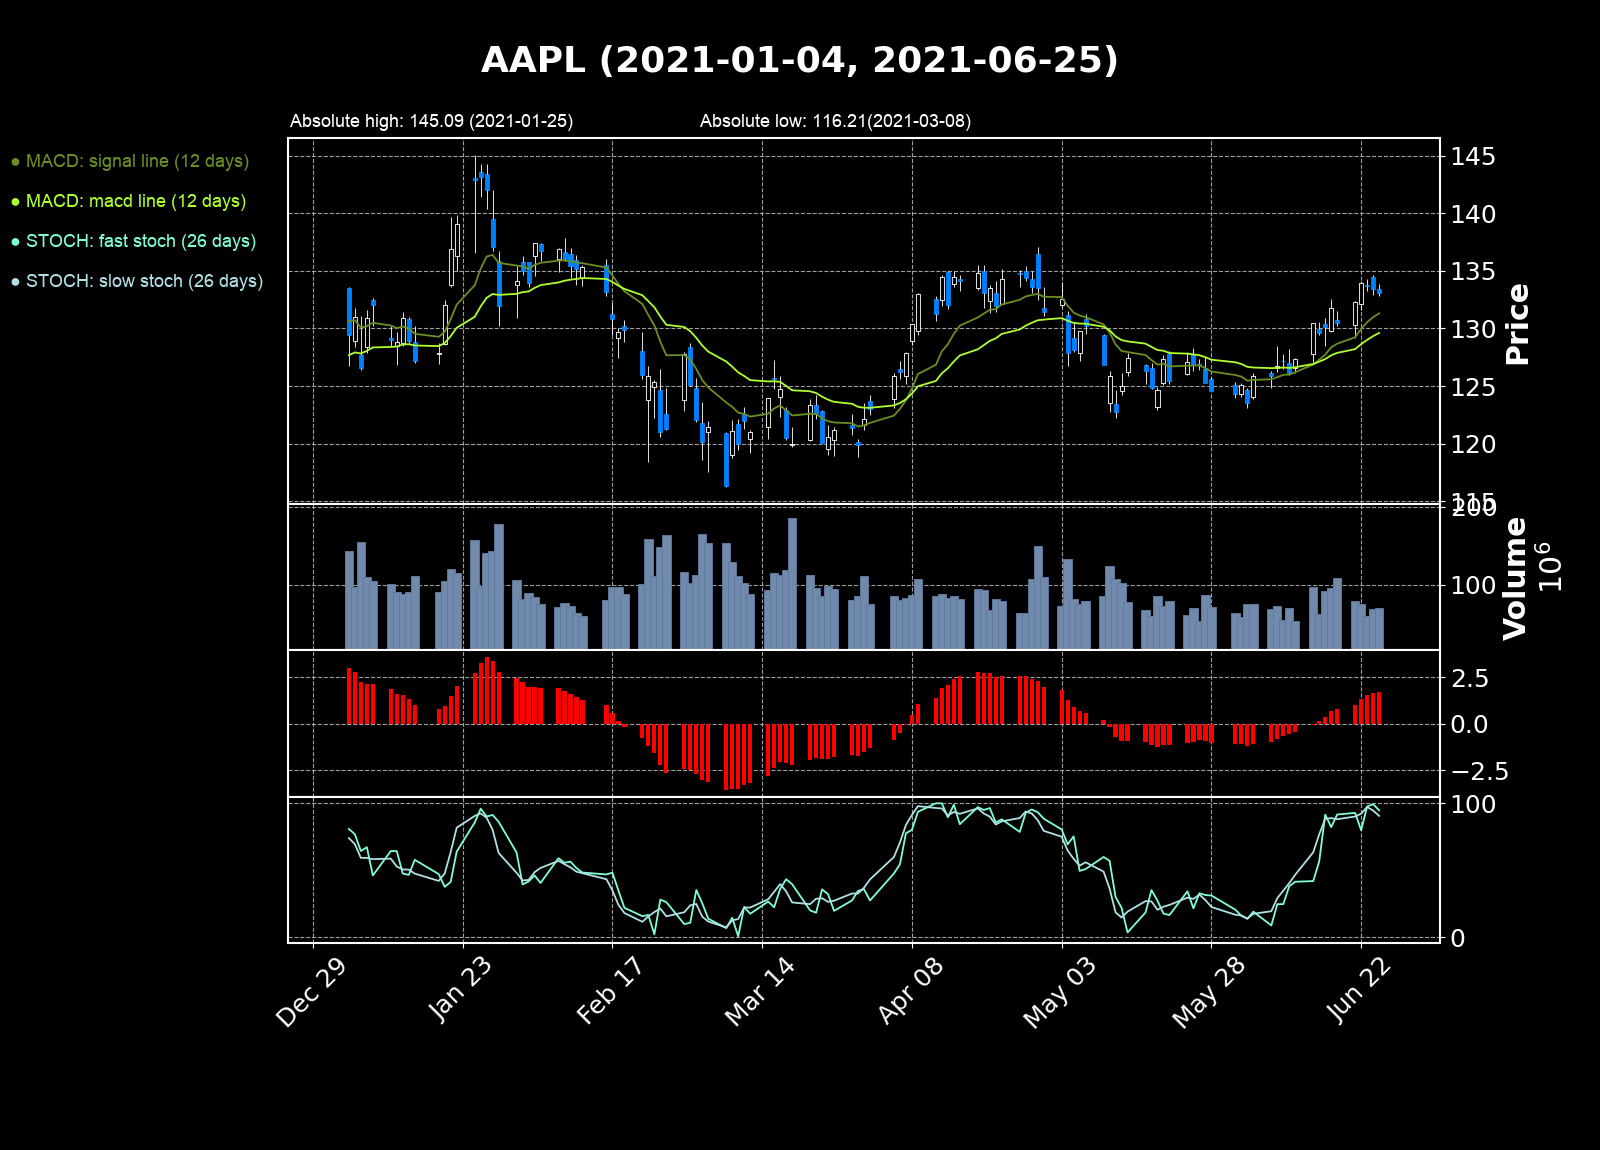 AAPL (2021-01-04, 2021-06-25)
Absolute high: 145.09 (2021-01-25)
Absolute low: 116.21(2021-03-08)
● MACD: signal line (12 days)
● MACD: macd line (12 days)
● STOCH: fast stoch (26 days)
● STOCH: slow stoch (26 days)
145
140
135
130
125
120
115
Price
200
100
Volume
10⁶
2.5
0.0
−2.5
100
0
Dec 29
Jan 23
Feb 17
Mar 14
Apr 08
May 03
May 28
Jun 22